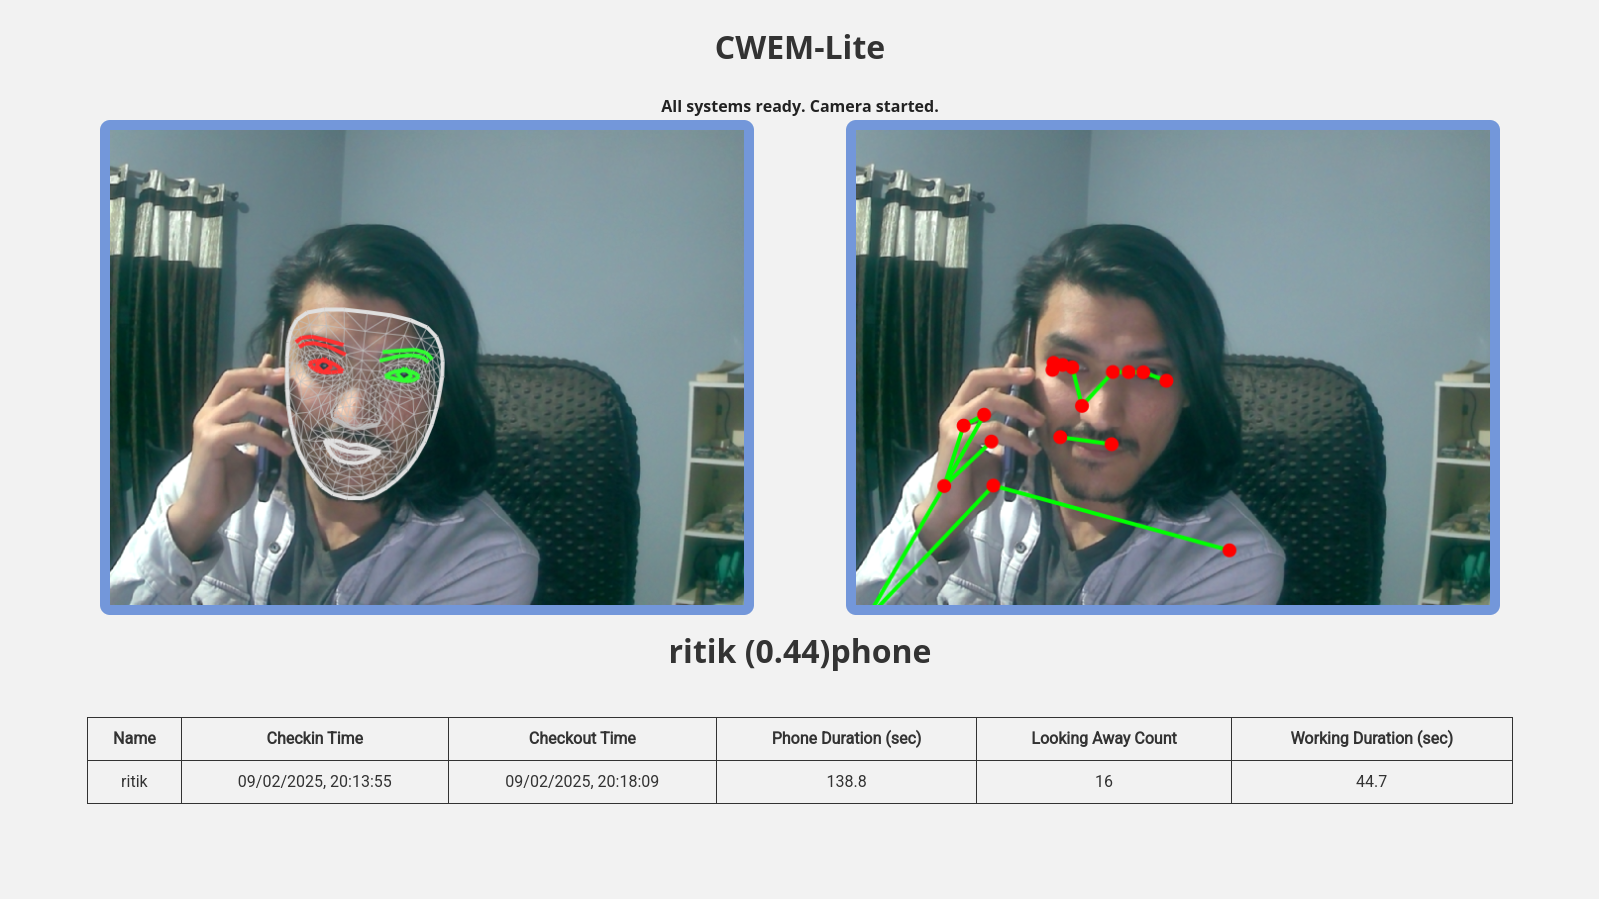 CWEM-Lite
All systems ready. Camera started.
ritik (0.44)phone
Name Checkin Time Checkout Time Phone Duration (sec) Looking Away Count Working Duration (sec)
ritik 09/02/2025, 20:13:55 09/02/2025, 20:18:09 138.8 16 44.7